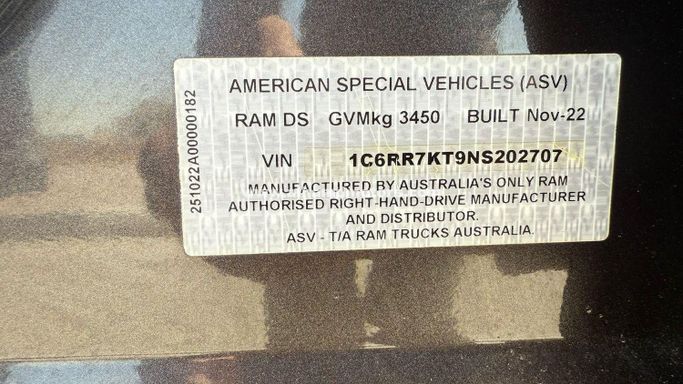 AMERICAN SPECIAL VEHICLES (ASV)
RAM DS GVMkg 3450 BUILT Nov-22
VIN 1C6RR7KT9NS202707
MANUFACTURED BY AUSTRALIA'S ONLY RAM
AUTHORISED RIGHT-HAND-DRIVE MANUFACTURER
AND DISTRIBUTOR.
ASV - T/A RAM TRUCKS AUSTRALIA.
251022A00000182